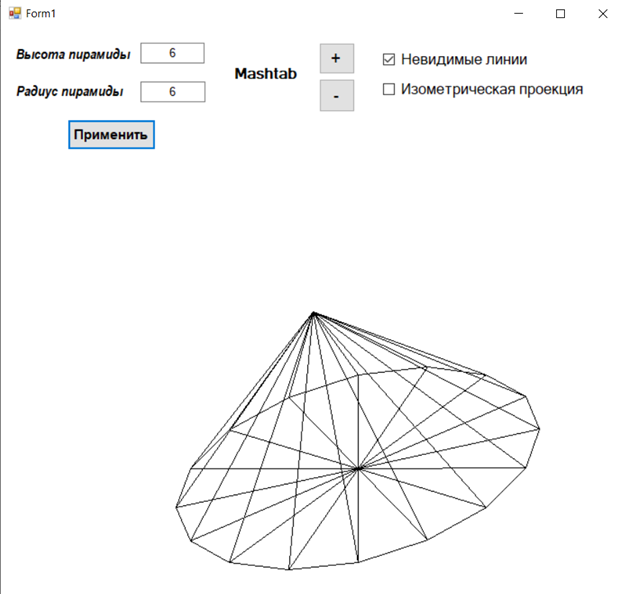 Form1
Высота пирамиды 6
Радиус пирамиды 6
Применить
Mashtab
+
-
Невидимые линии
Изометрическая проекция